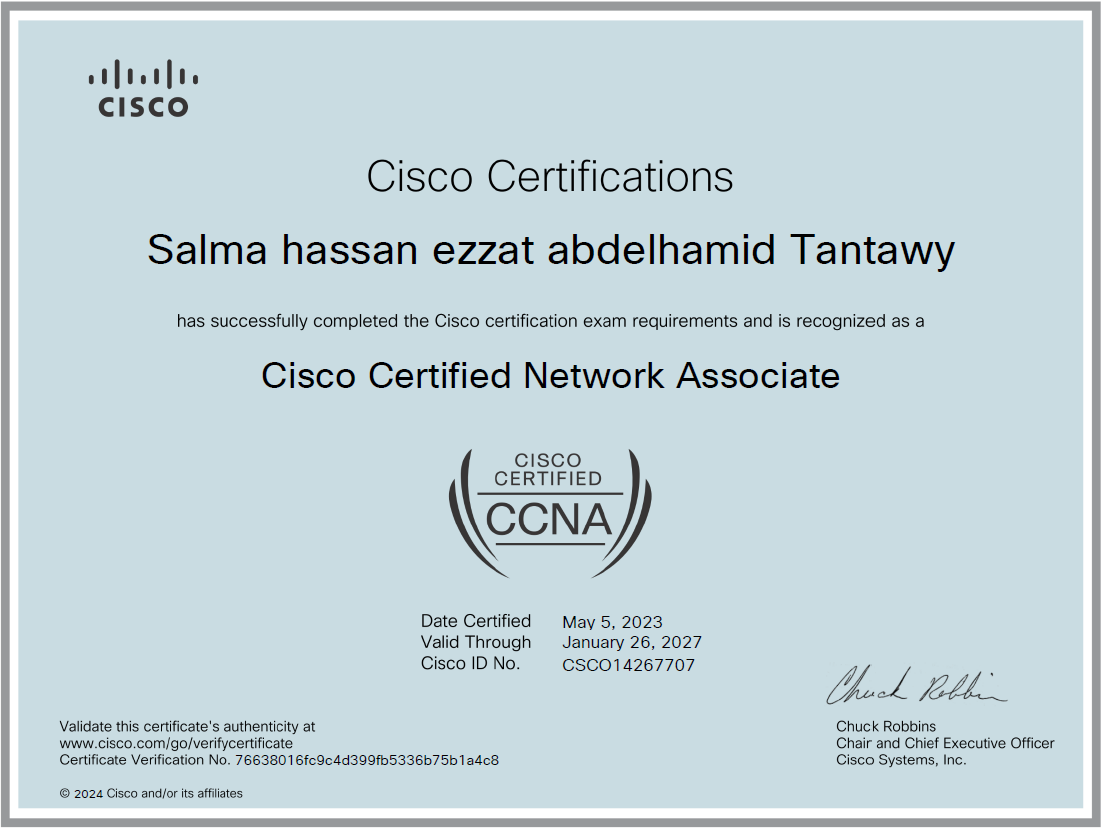 CISCO
Cisco Certifications
Salma hassan ezzat abdelhamid Tantawy
has successfully completed the Cisco certification exam requirements and is recognized as a
Cisco Certified Network Associate
CISCO
CERTIFIED
CCNA
Date Certified May 5, 2023
Valid Through January 26, 2027
Cisco ID No. CSCO14267707
Chuck Robbins
Validate this certificate's authenticity at
www.cisco.com/go/verifycertificate
Certificate Verification No. 76638016fc9c4d399fb5336b75b1a4c8
Chuck Robbins
Chair and Chief Executive Officer
Cisco Systems, Inc.
© 2024 Cisco and/or its affiliates